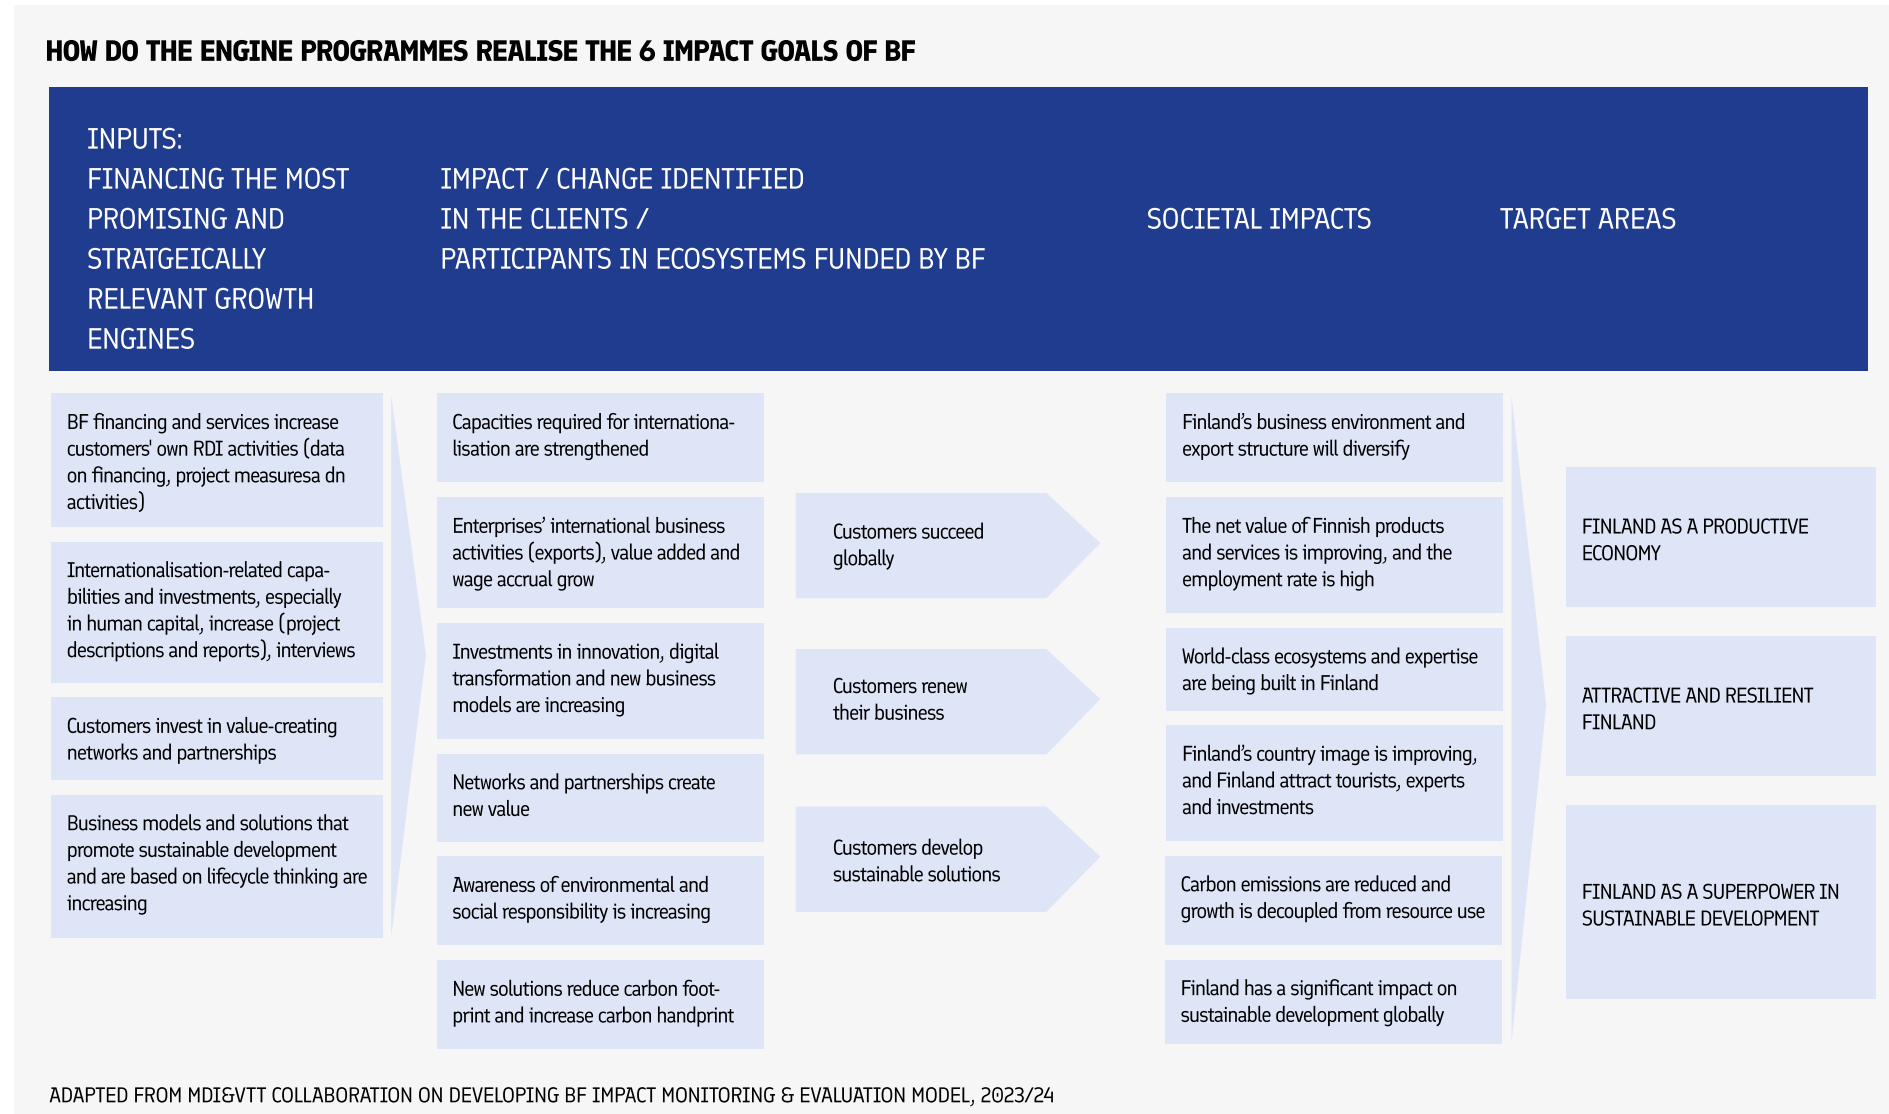 HOW DO THE ENGINE PROGRAMMES REALISE THE 6 IMPACT GOALS OF BF
INPUTS:
FINANCING THE MOST
PROMISING AND
STRATGEICALLY
RELEVANT GROWTH
ENGINES
IMPACT / CHANGE IDENTIFIED
IN THE CLIENTS /
PARTICIPANTS IN ECOSYSTEMS FUNDED BY BF
SOCIETAL IMPACTS
TARGET AREAS
BF financing and services increase
customers' own RDI activities (data
on financing, project measuresa dn
activities)
Internationalisation-related capa-
bilities and investments, especially
in human capital, increase (project
descriptions and reports), interviews
Customers invest in value-creating
networks and partnerships
Business models and solutions that
promote sustainable development
and are based on lifecycle thinking are
increasing
Capacities required for internationa-
lisation are strengthened
Enterprises’ international business
activities (exports), value added and
wage accrual grow
Investments in innovation, digital
transformation and new business
models are increasing
Networks and partnerships create
new value
Awareness of environmental and
social responsibility is increasing
New solutions reduce carbon foot-
print and increase carbon handprint
Customers succeed
globally
Customers renew
their business
Customers develop
sustainable solutions
Finland’s business environment and
export structure will diversify
The net value of Finnish products
and services is improving, and the
employment rate is high
World-class ecosystems and expertise
are being built in Finland
Finland’s country image is improving,
and Finland attract tourists, experts
and investments
Carbon emissions are reduced and
growth is decoupled from resource use
Finland has a significant impact on
sustainable development globally
FINLAND AS A PRODUCTIVE
ECONOMY
ATTRACTIVE AND RESILIENT
FINLAND
FINLAND AS A SUPERPOWER IN
SUSTAINABLE DEVELOPMENT
ADAPTED FROM MDI&VTT COLLABORATION ON DEVELOPING BF IMPACT MONITORING & EVALUATION MODEL, 2023/24